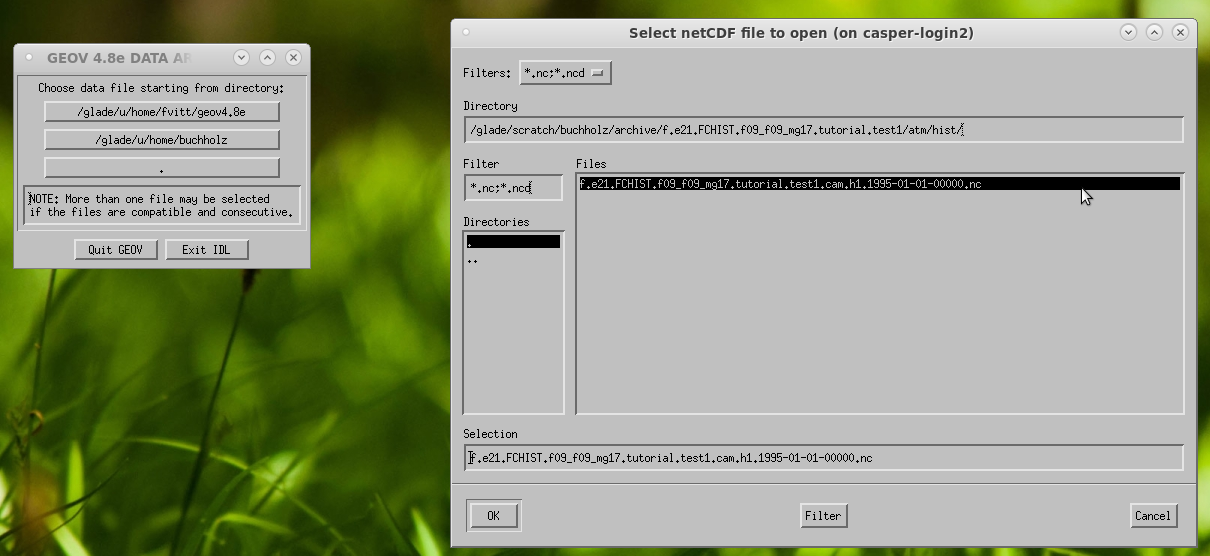 GEOV 4.8e DATA AR
Choose data file starting from directory:
/glade/u/home/fvitt/geov4.8e
/glade/u/home/buchholz
.
NOTE: More than one file may be selected
if the files are compatible and consecutive.
Quit GEOV
Exit IDL
Select netCDF file to open (on casper-login2)
Filters: *.nc;*.ncd
Directory
/glade/scratch/buchholz/archive/f.e21.FCHIST.f09_f09_mg17.tutorial.test1/atm/hist/
Filter
*.nc;*.ncd
Directories
.
..
Files
f.e21.FCHIST.f09_f09_mg17.tutorial.test1.cam.h1.1995-01-01-00000.nc
Selection
f.e21.FCHIST.f09_f09_mg17.tutorial.test1.cam.h1.1995-01-01-00000.nc
OK
Filter
Cancel